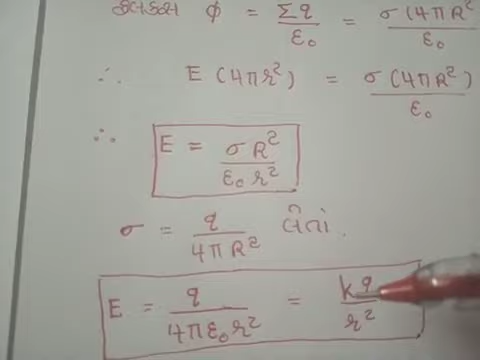 ફ્લક્સ φ = Σq/ε₀ = σ(4πR²)/ε₀
∴ E (4πr²) = σ(4πR²)/ε₀
∴ E = σR²/ε₀r²
σ = q/4πR² લેતાં.
E = q/4πε₀r² = kq/r²